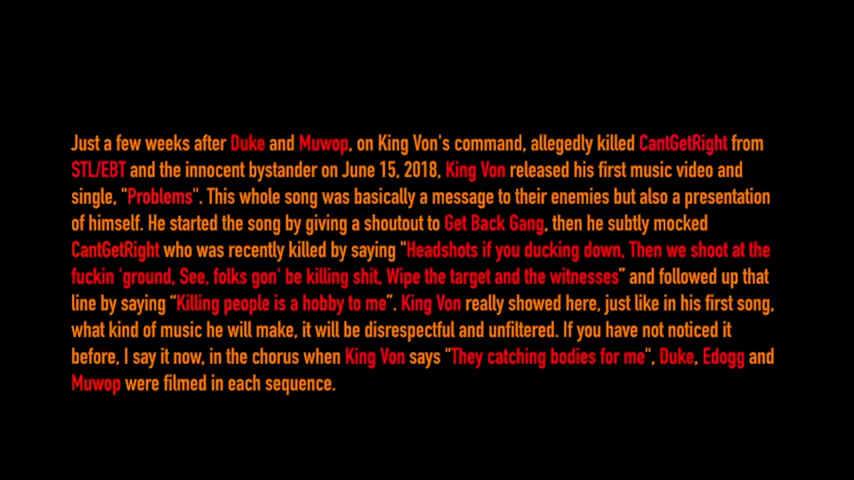 Just a few weeks after Duke and Muwop, on King Von's command, allegedly killed CantGetRight from
STL/EBT and the innocent bystander on June 15, 2018, King Von released his first music video and
single, "Problems". This whole song was basically a message to their enemies but also a presentation
of himself. He started the song by giving a shoutout to Get Back Gang, then he subtly mocked
CantGetRight who was recently killed by saying "Headshots if you ducking down, Then we shoot at the
fuckin 'ground, See, folks gon' be killing shit, Wipe the target and the witnesses” and followed up that
line by saying “Killing people is a hobby to me”. King Von really showed here, just like in his first song,
what kind of music he will make, it will be disrespectful and unfiltered. If you have not noticed it
before, I say it now, in the chorus when King Von says "They catching bodies for me", Duke, Edogg and
Muwop were filmed in each sequence.